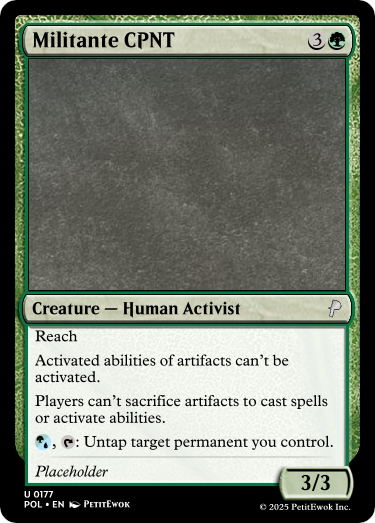 Militante CPNT 3
Creature — Human Activist
Reach
Activated abilities of artifacts can't be
activated.
Players can't sacrifice artifacts to cast spells
or activate abilities.
, : Untap target permanent you control.
Placeholder
3/3
U 0177
POL • EN PetitEwok
© 2025 PetitEwok Inc.